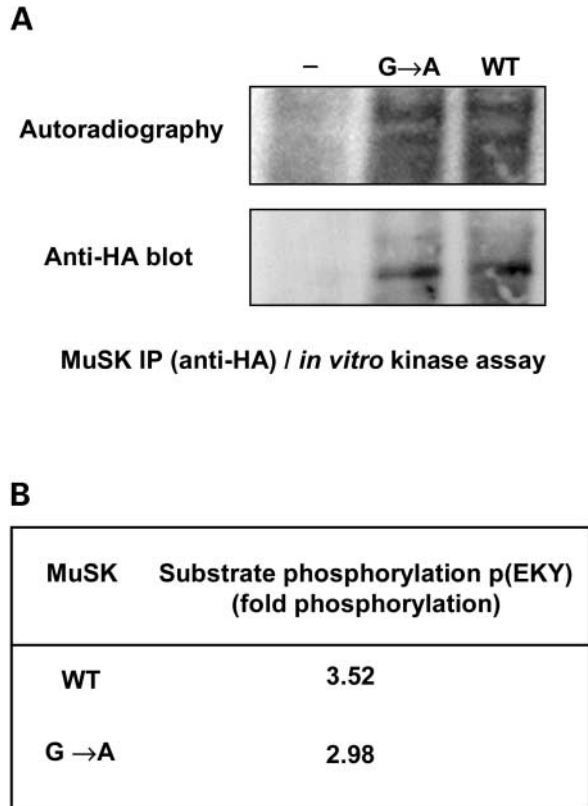 A
– G→A WT
Autoradiography
Anti-HA blot
MuSK IP (anti-HA) / in vitro kinase assay
B
MuSK Substrate phosphorylation p(EKY)
(fold phosphorylation)
WT 3.52
G →A 2.98